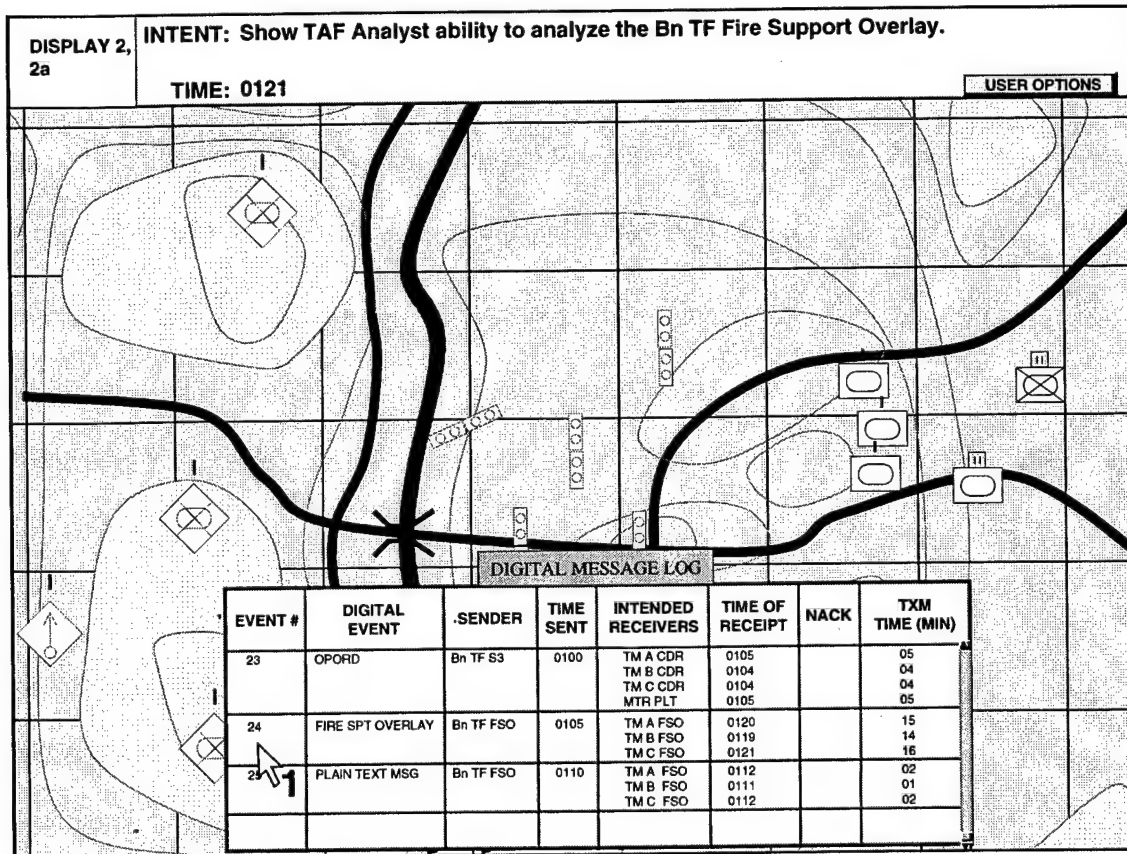 DISPLAY 2, 2a
INTENT: Show TAF Analyst ability to analyze the Bn TF Fire Support Overlay.
TIME: 0121
USER OPTIONS
DIGITAL MESSAGE LOG
EVENT # DIGITAL EVENT SENDER TIME SENT INTENDED RECEIVERS TIME OF RECEIPT NACK TXM TIME (MIN)
23 OPORD Bn TF S3 0100 TM A CDR 0105 05
TM B CDR 0104 04
TM C CDR 0104 04
MTR PLT 0105 05
24 FIRE SPT OVERLAY Bn TF FSO 0105 TM A FSO 0120 15
TM B FSO 0119 14
TM C FSO 0121 16
PLAIN TEXT MSG Bn TF FSO 0110 TM A FSO 0112 02
TM B FSO 0111 01
TM C FSO 0112 02
1